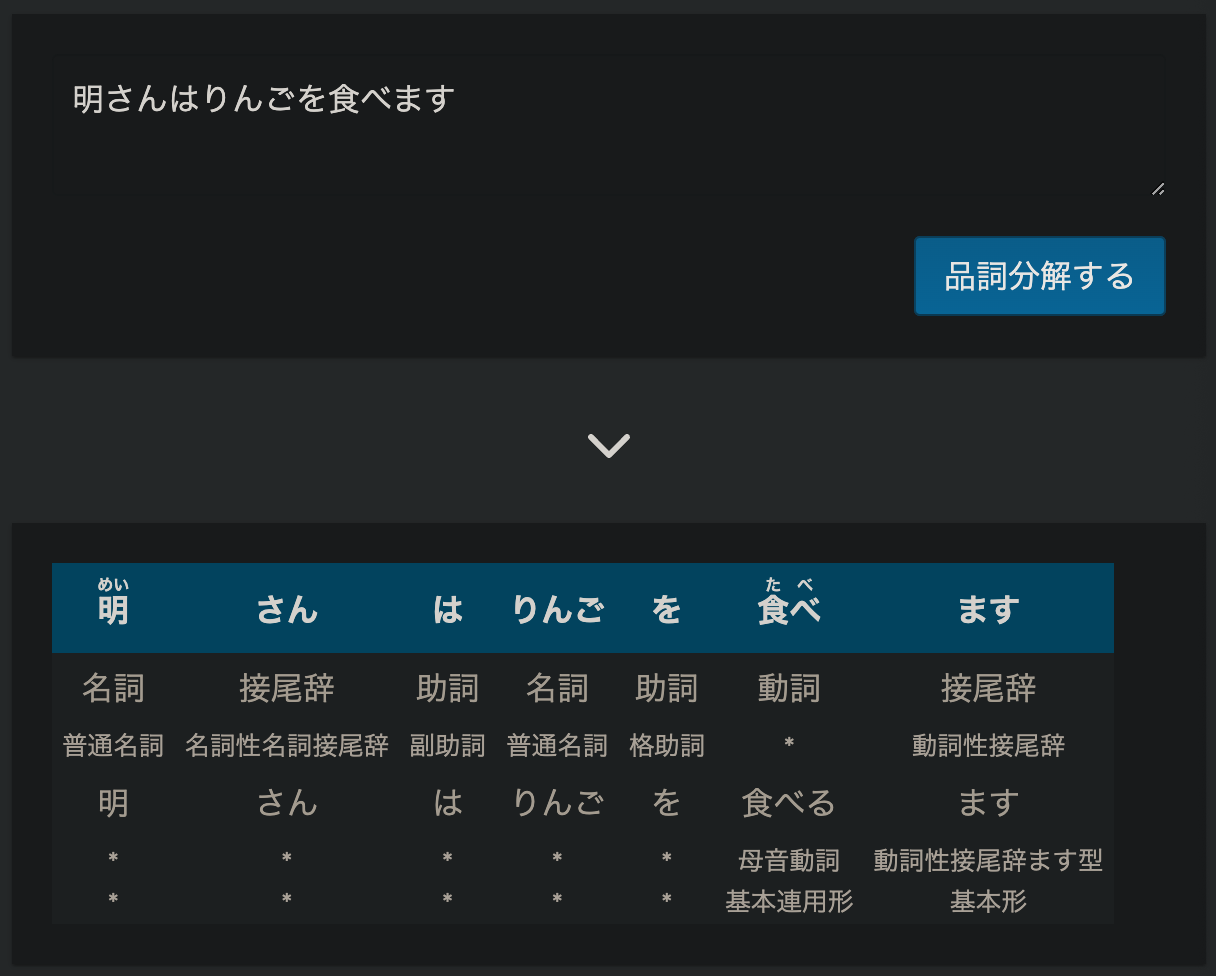 明さんはりんごを食べます
品詞分解する
めい た べ
明 さん は りんご を 食べ ます
名詞 接尾辞 助詞 名詞 助詞 動詞 接尾辞
普通名詞 名詞性名詞接尾辞 副助詞 普通名詞 格助詞 * 動詞性接尾辞
明 さん は りんご を 食べる ます
* * * * * 母音動詞 動詞性接尾辞ます型
* * * * * 基本連用形 基本形